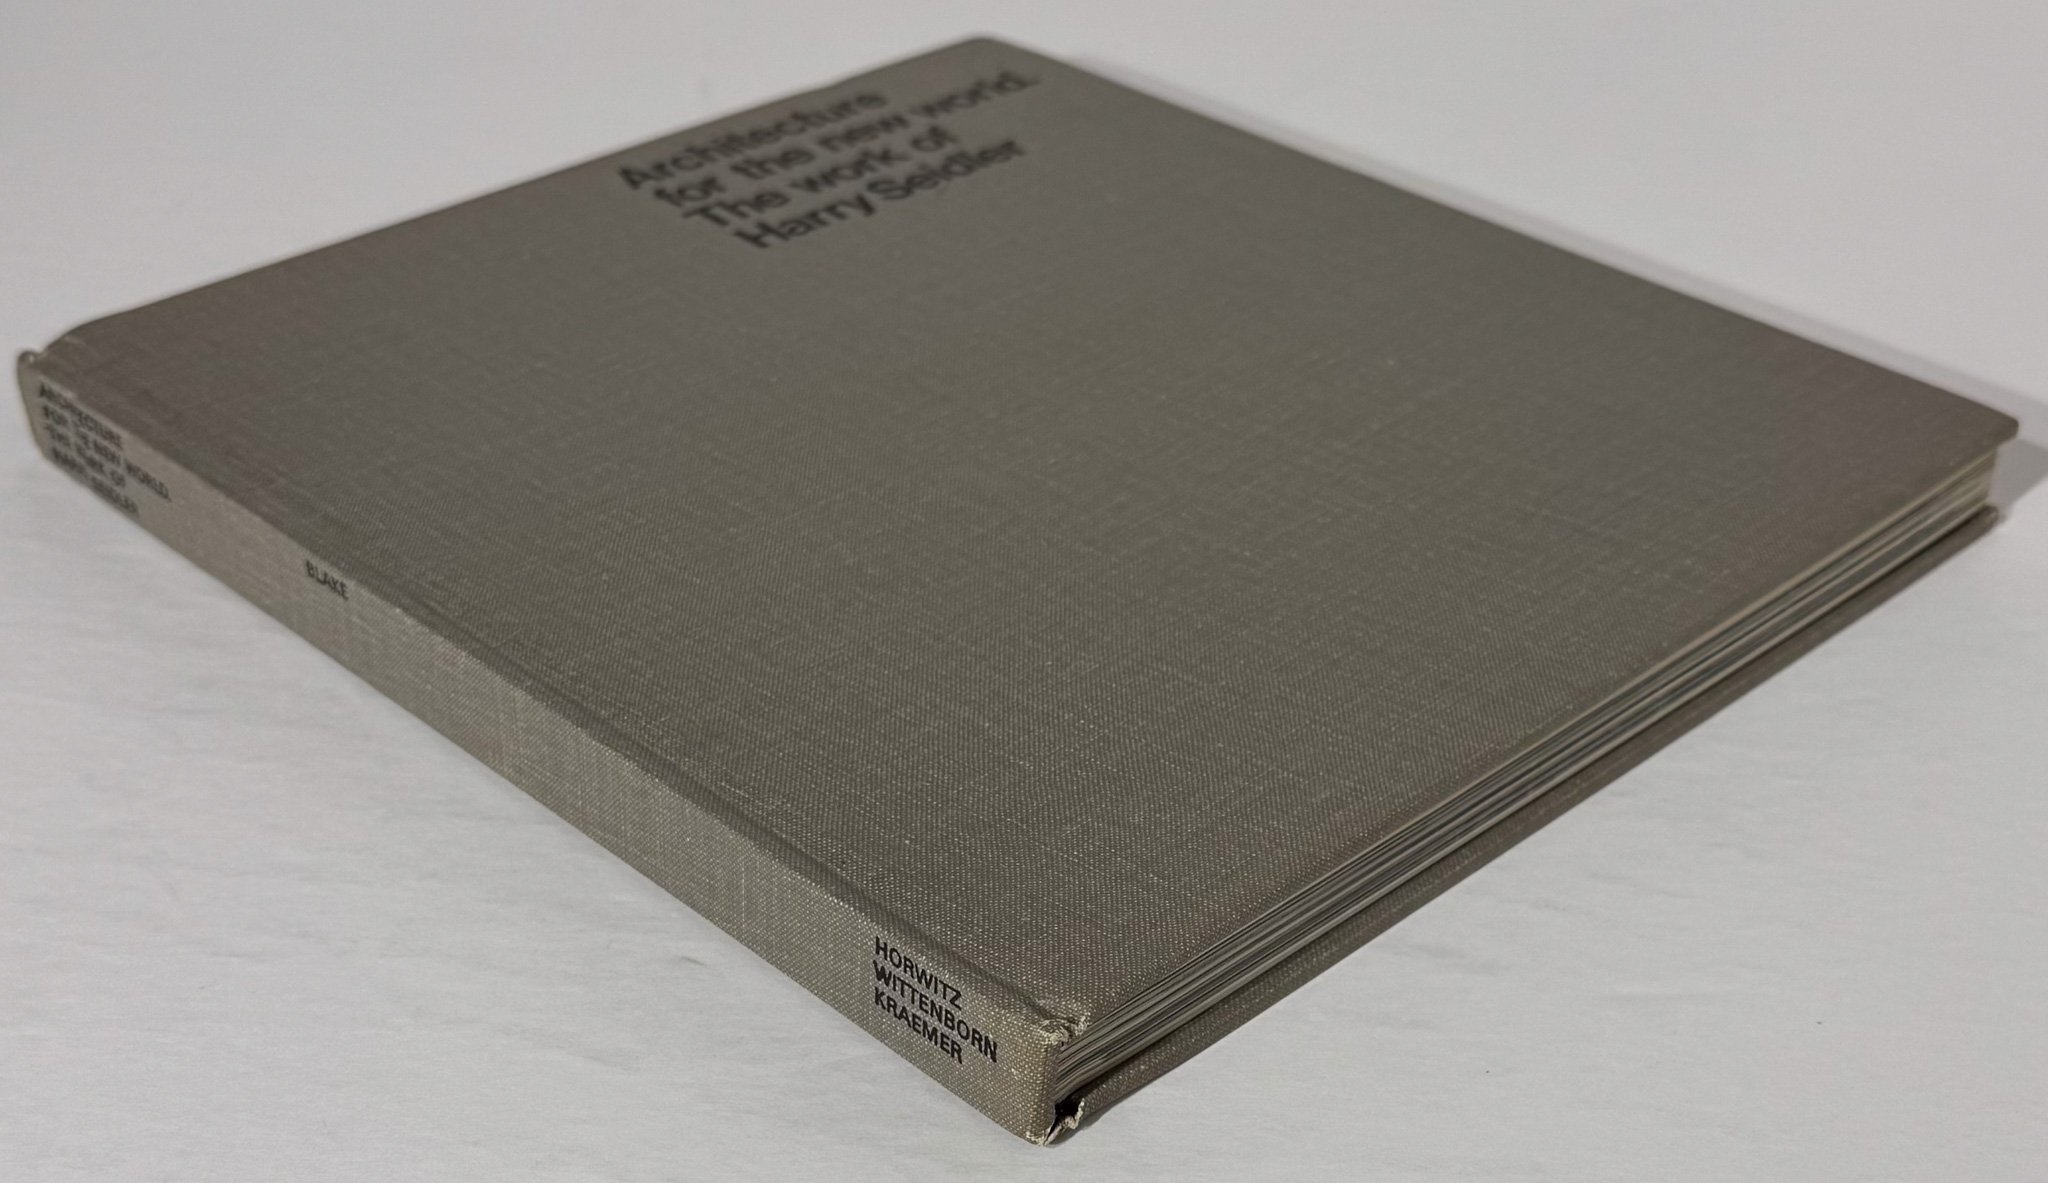 Architecture
for the new world.
The work of
Harry Seidler
ARCHITECTURE
FOR THE NEW WORLD.
THE WORK OF
HARRY SEIDLER
BLAKE
HORWITZ
WITTENBORN
KRAEMER